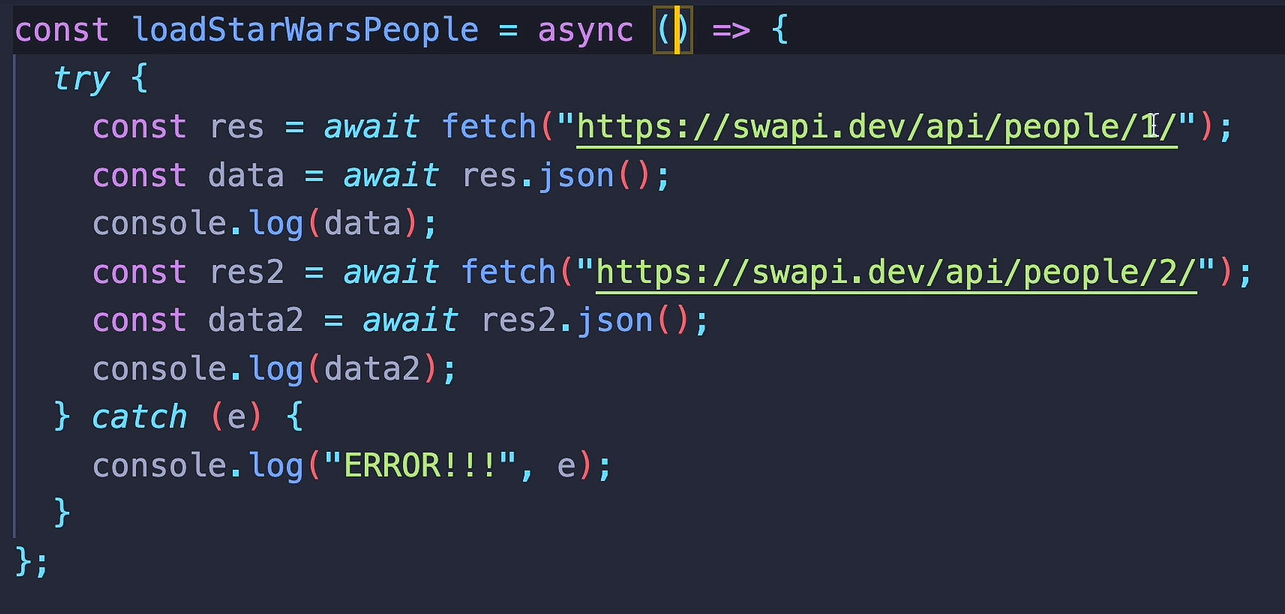 const loadStarWarsPeople = async () => {
  try {
    const res = await fetch("https://swapi.dev/api/people/1/");
    const data = await res.json();
    console.log(data);
    const res2 = await fetch("https://swapi.dev/api/people/2/");
    const data2 = await res2.json();
    console.log(data2);
  } catch (e) {
    console.log("ERROR!!!", e);
  }
};